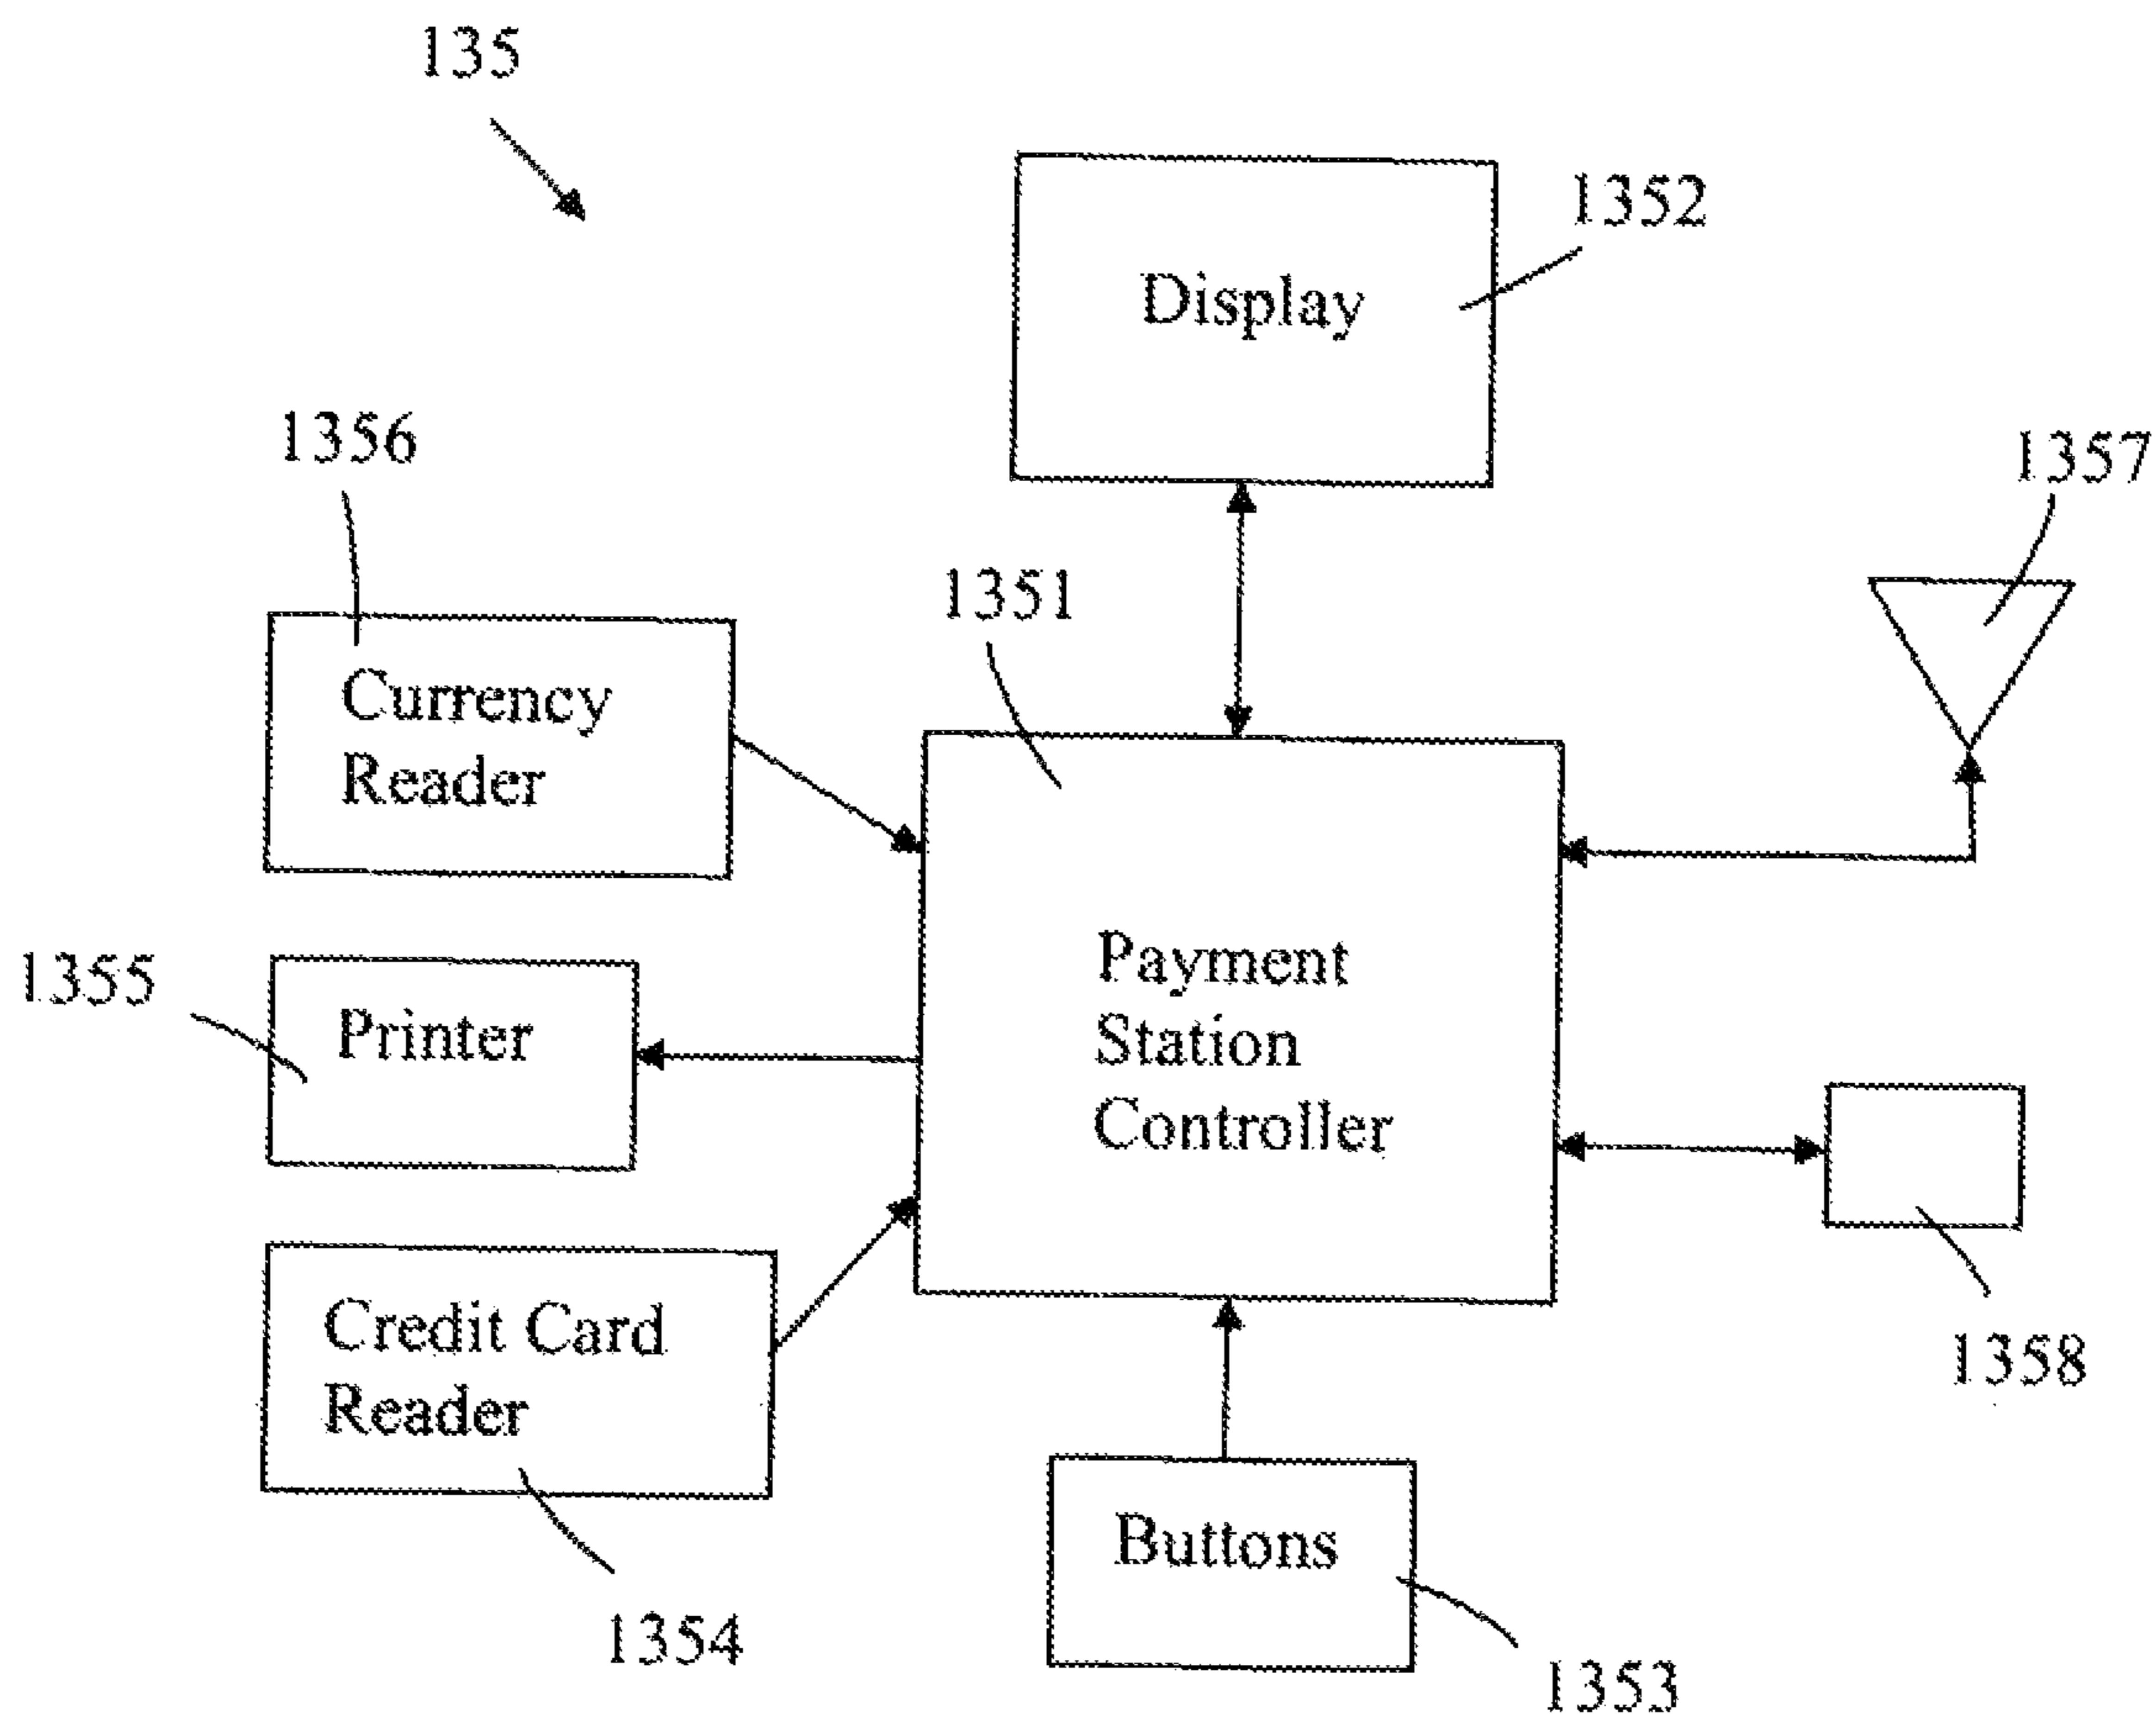 135
1352
Display
1356
1357
1351
Currency
Reader
1355
Printer
Payment
Station
Controller
Credit Card
Reader
1358
Buttons
1354
1353